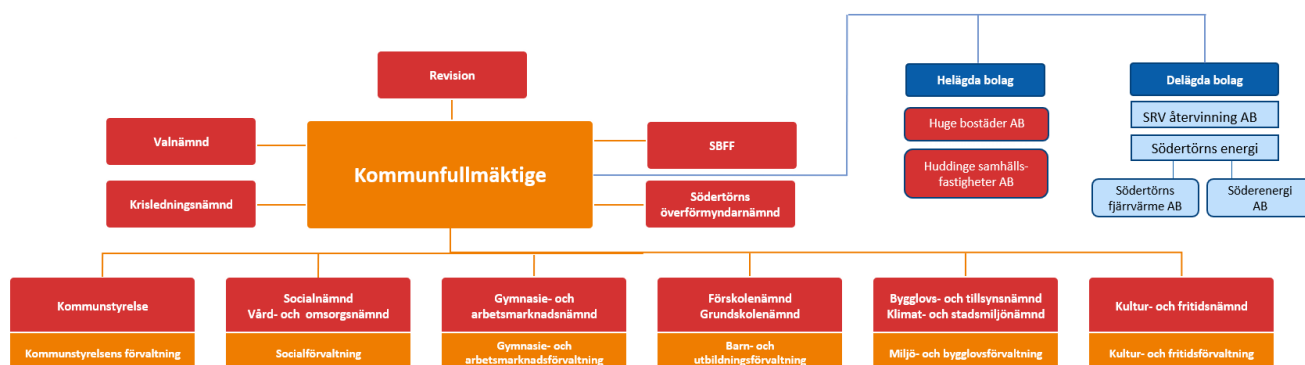 Revision
Helägda bolag
Delägda bolag
Valnämnd
Kommunfullmäktige
SBFF
Huge bostäder AB
SRV återvinning AB
Krisledningsnämnd
Södertörns
överförmyndarnämnd
Huddinge samhälls-
fastigheter AB
Södertörns energi
Södertörns
fjärrvärme AB
Söderenergi
AB
Kommunstyrelse
Socialnämnd
Vård- och omsorgsnämnd
Gymnasie- och
arbetsmarknadsnämnd
Förskolenämnd
Grundskolenämnd
Bygglovs- och tillsynsnämnd
Klimat- och stadsmiljönämnd
Kultur- och fritidsnämnd
Kommunstyrelsens förvaltning
Socialförvaltning
Gymnasie- och
arbetsmarknadsförvaltning
Barn- och
utbildningsförvaltning
Miljö- och bygglovsförvaltning
Kultur- och fritidsförvaltning